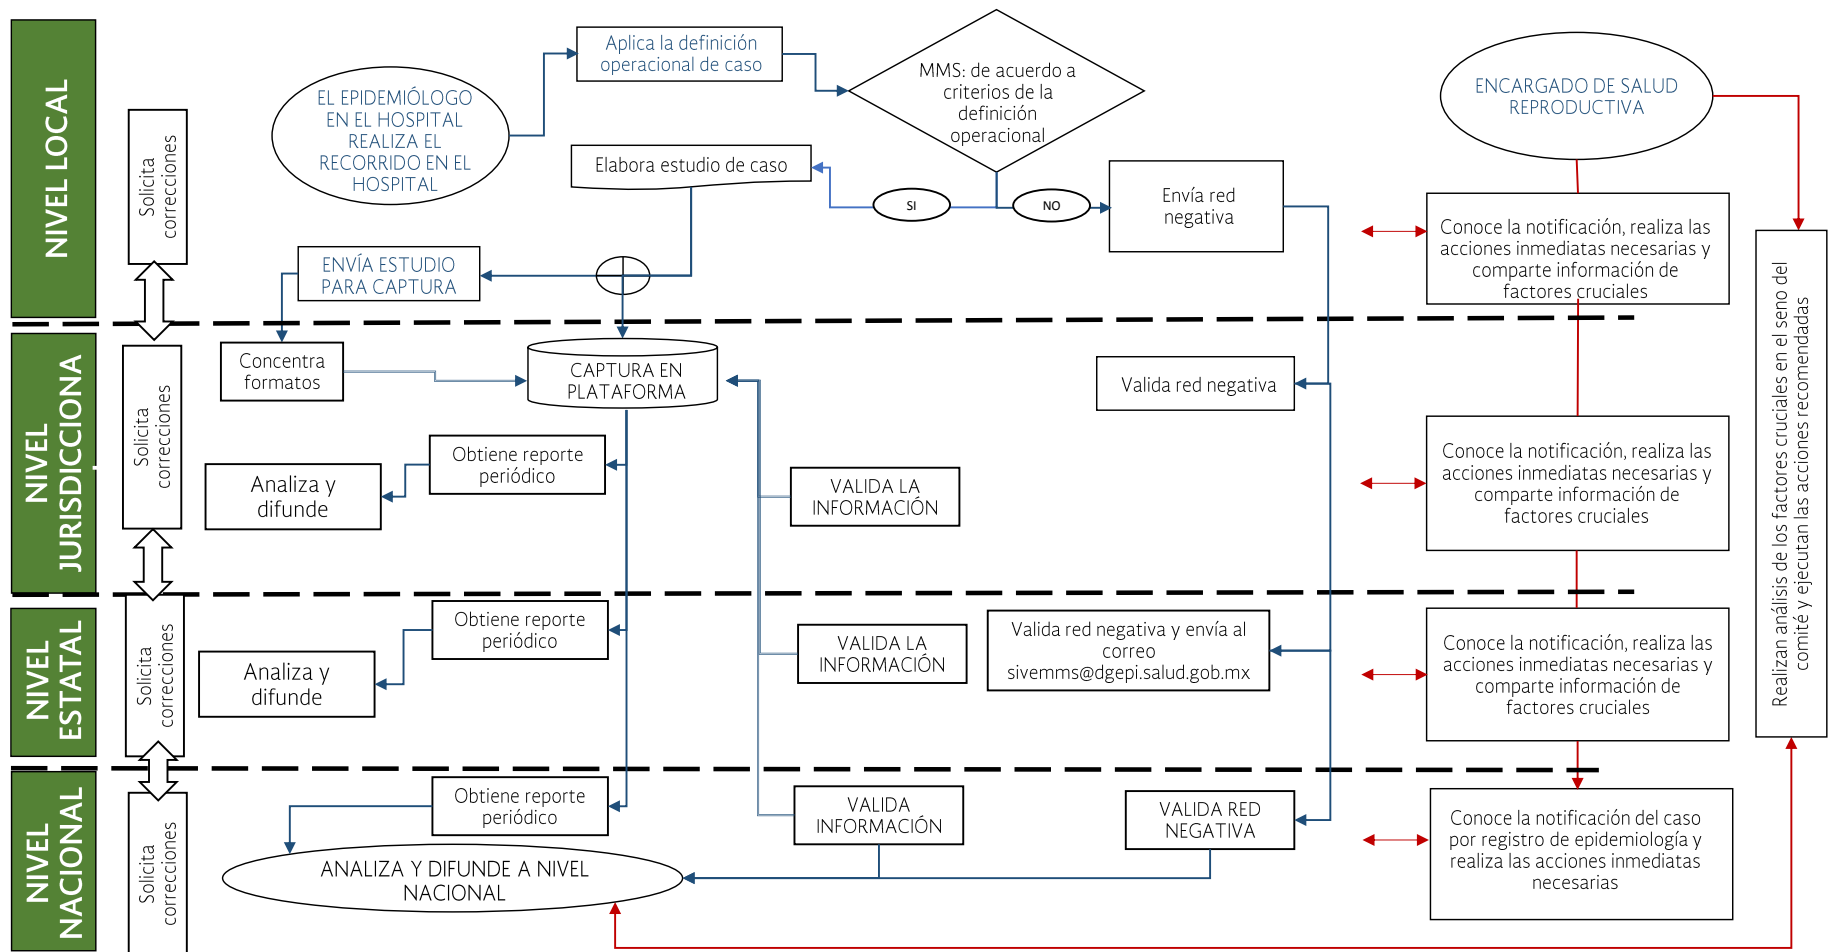 NIVEL LOCAL
Solicita
correcciones
EL EPIDEMIÓLOGO
EN EL HOSPITAL
REALIZA EL
RECORRIDO EN EL
HOSPITAL
Aplica la definición
operacional de caso
MMS: de acuerdo a
criterios de la
definición
operacional
Elabora estudio de caso
SI
NO
Envía red
negativa
ENVÍA ESTUDIO
PARA CAPTURA
ENCARGADO DE SALUD
REPRODUCTIVA
Conoce la notificación, realiza las
acciones inmediatas necesarias y
comparte información de
factores cruciales
Realizan análisis de los factores cruciales en el seno del
comité y ejecutan las acciones recomendadas
NIVEL
JURISDICCIONA
Solicita
correcciones
Concentra
formatos
CAPTURA EN
PLATAFORMA
Valida red negativa
Obtiene reporte
periódico
Analiza y
difunde
VALIDA LA
INFORMACIÓN
Conoce la notificación, realiza las
acciones inmediatas necesarias y
comparte información de
factores cruciales
NIVEL
ESTATAL
Solicita
correcciones
Obtiene reporte
periódico
Analiza y
difunde
VALIDA LA
INFORMACIÓN
Valida red negativa y envía al
correo
sivemms@dgepi.salud.gob.mx
Conoce la notificación, realiza las
acciones inmediatas necesarias y
comparte información de
factores cruciales
NIVEL
NACIONAL
Solicita
correcciones
Obtiene reporte
periódico
VALIDA
INFORMACIÓN
VALIDA RED
NEGATIVA
ANALIZA Y DIFUNDE A NIVEL
NACIONAL
Conoce la notificación del caso
por registro de epidemiología y
realiza las acciones inmediatas
necesarias